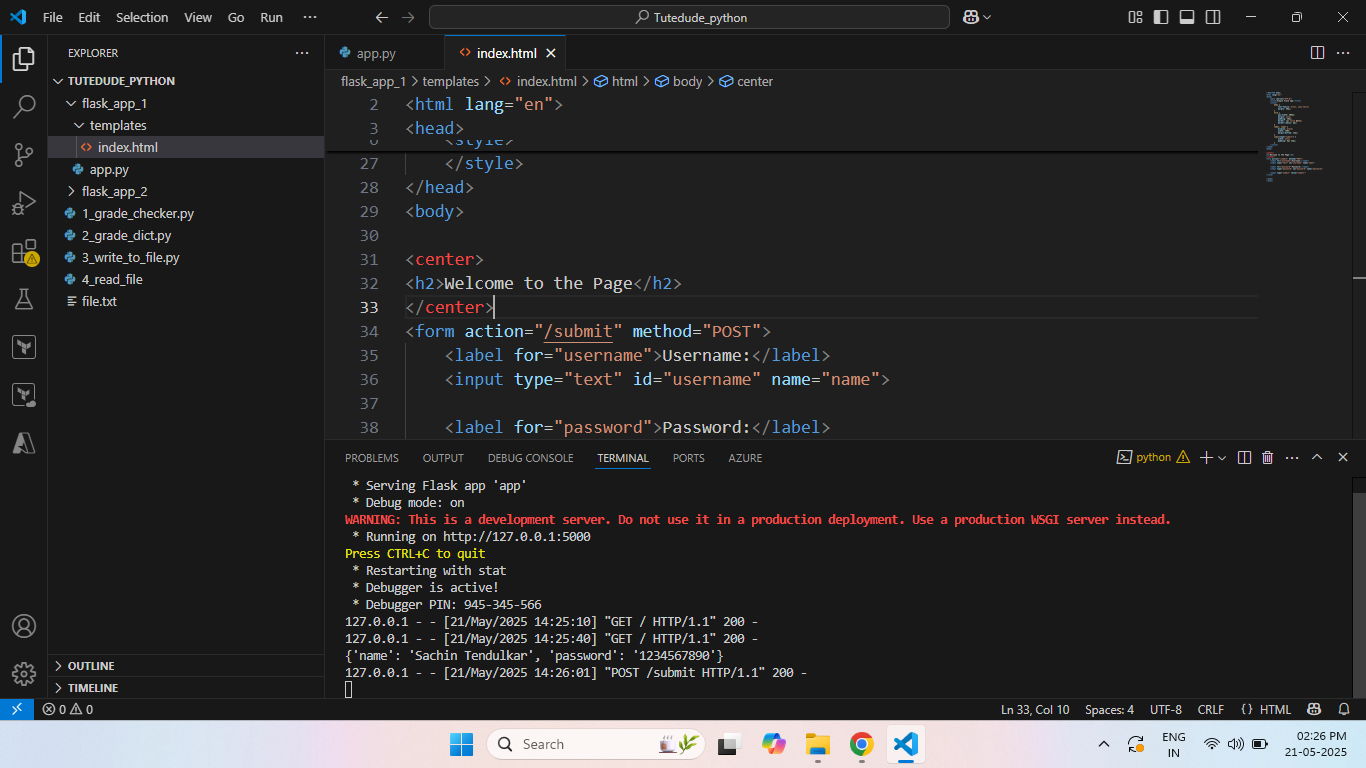 File Edit Selection View Go Run ···
Tutedude_python
EXPLORER ···
TUTEDUDE_PYTHON
flask_app_1
templates
<> index.html
app.py
flask_app_2
1_grade_checker.py
2_grade_dict.py
3_write_to_file.py
4_read_file
file.txt
OUTLINE
TIMELINE
app.py
<> index.html
flask_app_1 > templates > <> index.html > html > body > center
2 <html lang="en">
3 <head>
6 <style>
27 </style>
28 </head>
29 <body>
30
31 <center>
32 <h2>Welcome to the Page</h2>
33 </center>
34 <form action="/submit" method="POST">
35 <label for="username">Username:</label>
36 <input type="text" id="username" name="name">
37
38 <label for="password">Password:</label>
PROBLEMS OUTPUT DEBUG CONSOLE TERMINAL PORTS AZURE
python
* Serving Flask app 'app'
* Debug mode: on
WARNING: This is a development server. Do not use it in a production deployment. Use a production WSGI server instead.
* Running on http://127.0.0.1:5000
Press CTRL+C to quit
* Restarting with stat
* Debugger is active!
* Debugger PIN: 945-345-566
127.0.0.1 - - [21/May/2025 14:25:10] "GET / HTTP/1.1" 200 -
127.0.0.1 - - [21/May/2025 14:25:40] "GET / HTTP/1.1" 200 -
{'name': 'Sachin Tendulkar', 'password': '1234567890'}
127.0.0.1 - - [21/May/2025 14:26:01] "POST /submit HTTP/1.1" 200 -
0 0
Ln 33, Col 10 Spaces: 4 UTF-8 CRLF {} HTML
Search
ENG
IN
02:26 PM
21-05-2025